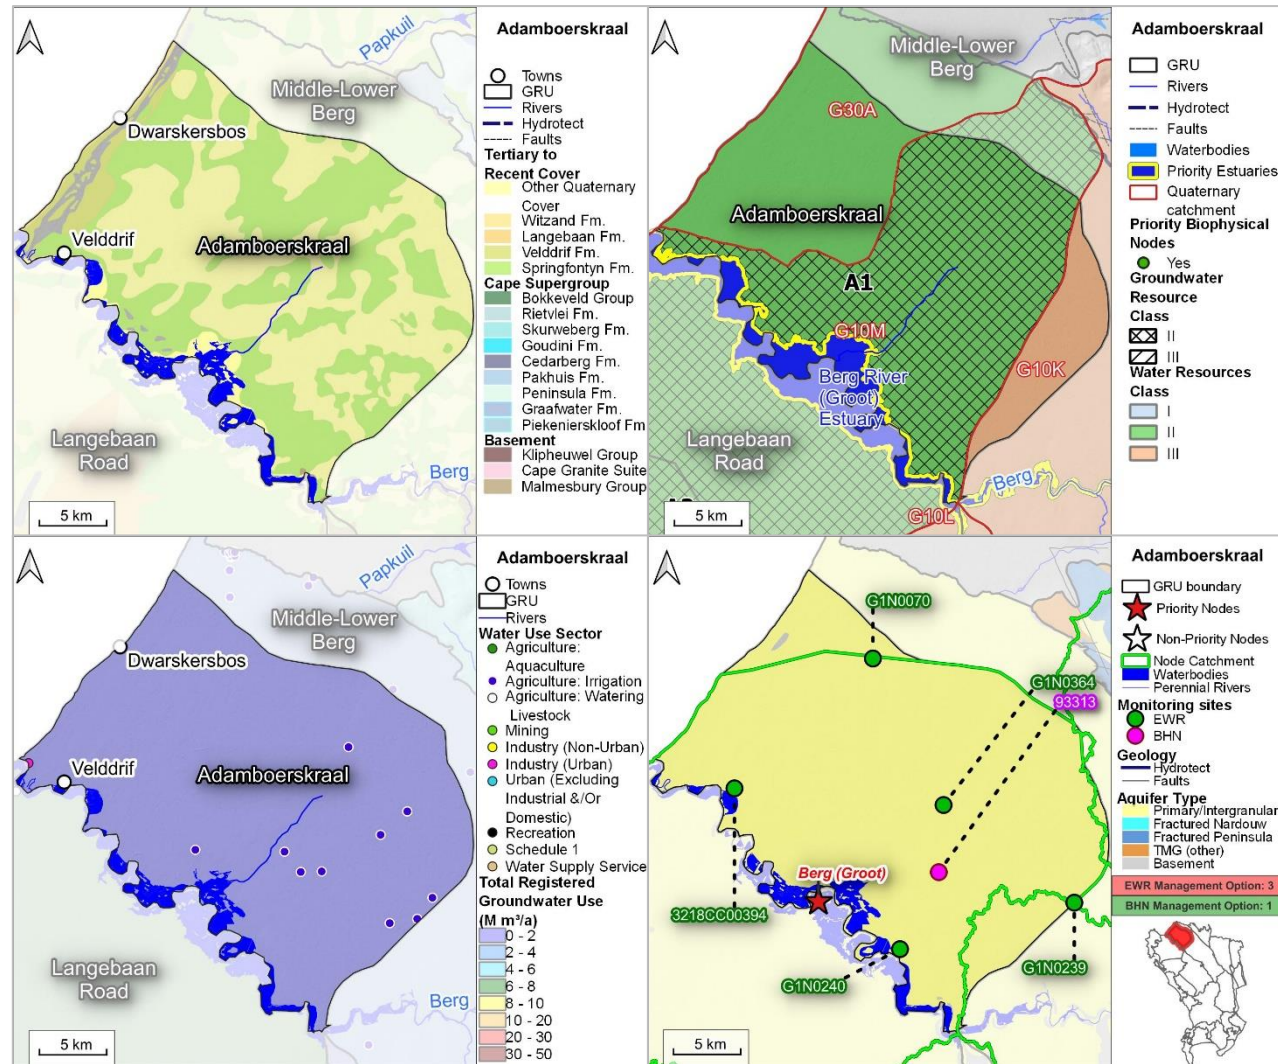 Adamboerskraal
Papkuil
Middle-Lower
Berg
Dwarskersbos
Velddrif
Adamboerskraal
Langebaan
Road
Berg
5 km
Towns
GRU
Rivers
Hydrotect
Faults
Tertiary to
Recent Cover
Other Quaternary
Cover
Witzand Fm.
Langebaan Fm.
Velddrif Fm.
Springfontyn Fm.
Cape Supergroup
Bokkeveld Group
Rietvlei Fm.
Skurweberg Fm.
Goudini Fm.
Cedarberg Fm.
Pakhuis Fm.
Peninsula Fm.
Graafwater Fm.
Piekenierskloof Fm
Basement
Klipheuwel Group
Cape Granite Suite
Malmesbury Group
Adamboerskraal
Middle-Lower
Berg
G30A
Adamboerskraal
A1
G10M
G10K
Berg River
(Groot)
Estuary
Langebaan
Road
Berg
G10L
5 km
GRU
Rivers
Hydrotect
Faults
Waterbodies
Priority Estuaries
Quaternary
catchment
Priority Biophysical
Nodes
Yes
Groundwater
Resource
Class
II
III
Water Resources
Class
I
II
III
Adamboerskraal
Papkuil
Middle-Lower
Berg
Dwarskersbos
Velddrif
Adamboerskraal
Langebaan
Road
Berg
5 km
Towns
GRU
Rivers
Water Use Sector
Agriculture:
Aquaculture
Agriculture: Irrigation
Agriculture: Watering
Livestock
Mining
Industry (Non-Urban)
Industry (Urban)
Urban (Excluding
Industrial &/Or
Domestic)
Recreation
Schedule 1
Water Supply Service
Total Registered
Groundwater Use
(M m³/a)
0 - 2
2 - 4
4 - 6
6 - 8
8 - 10
10 - 20
20 - 30
30 - 50
Adamboerskraal
G1N0070
G1N0364
93313
Berg (Groot)
3218CC00394
G1N0240
G1N0239
5 km
GRU boundary
Priority Nodes
Non-Priority Nodes
Node Catchment
Waterbodies
Perennial Rivers
Monitoring sites
EWR
BHN
Geology
Hydrotect
Faults
Aquifer Type
Primary/Intergranular
Fractured Nardouw
Fractured Peninsula
TMG (other)
Basement
EWR Management Option: 3
BHN Management Option: 1